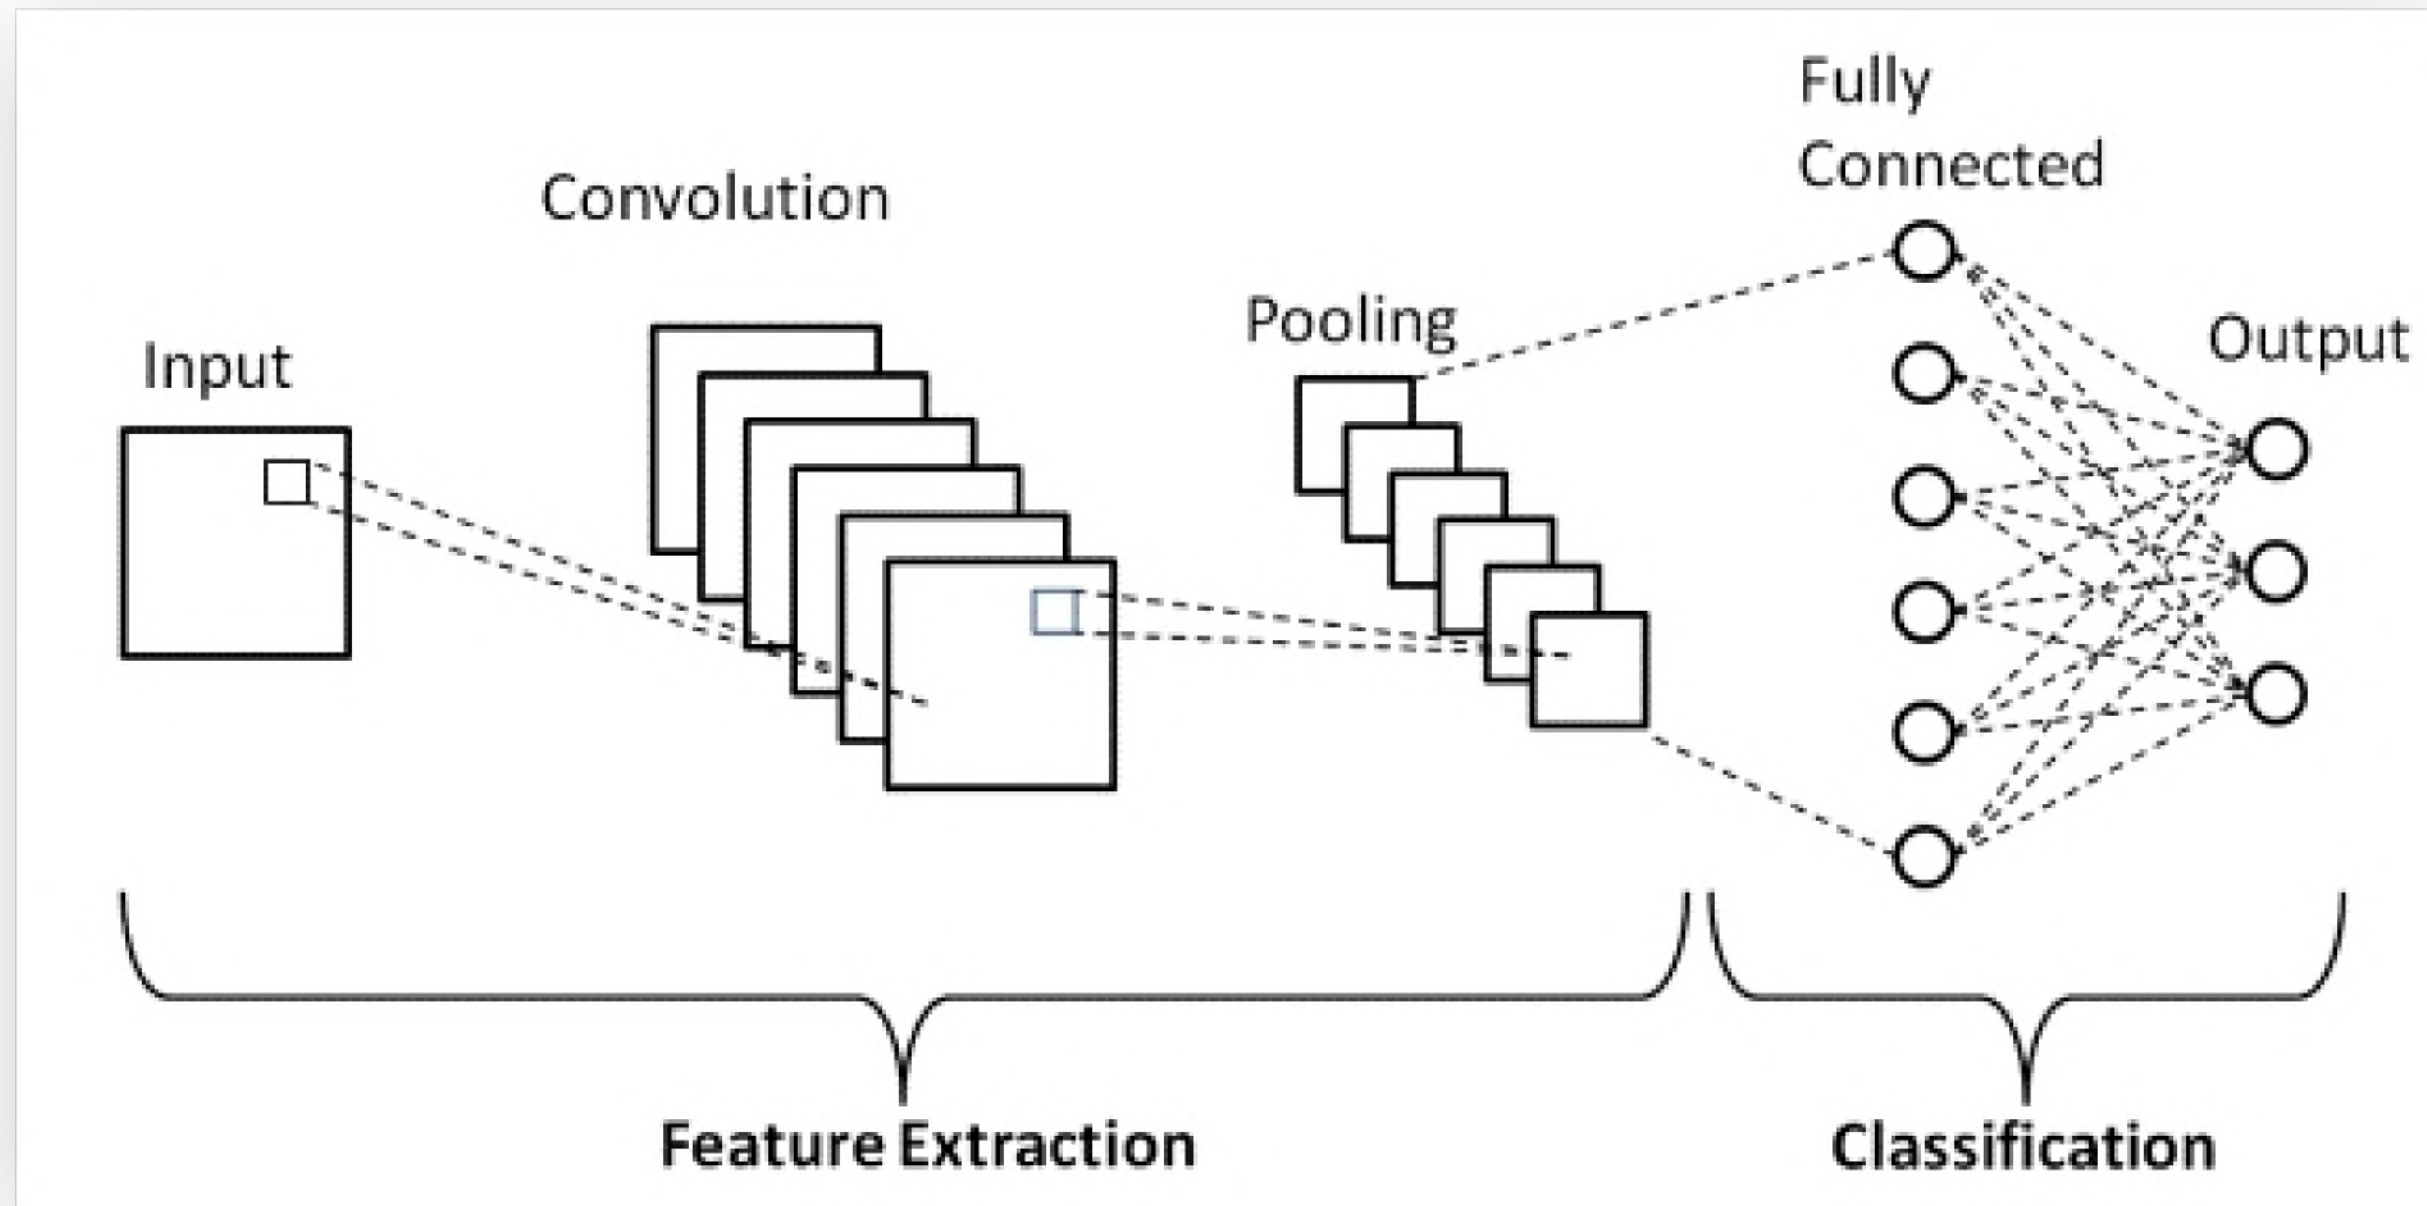 Input
Convolution
Pooling
Fully
Connected
Output
Feature Extraction
Classification